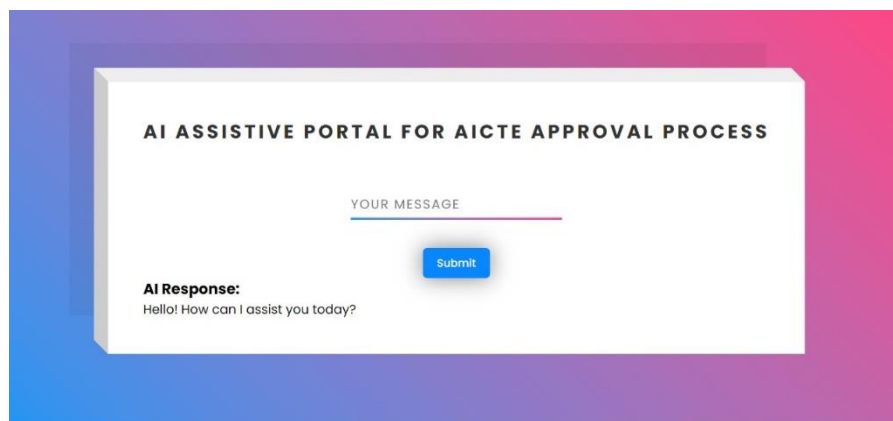 AI ASSISTIVE PORTAL FOR AICTE APPROVAL PROCESS
YOUR MESSAGE
Submit
AI Response:
Hello! How can I assist you today?